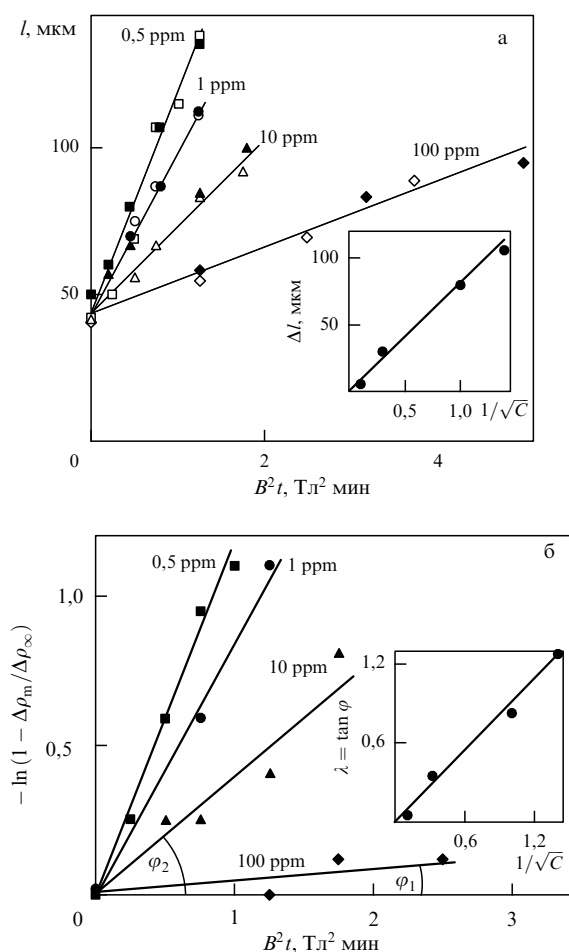 l, мкм
а
0,5 ppm
1 ppm
10 ppm
100 ppm
100
50
0
2
4
B²t, Тл² мин
Δl, мкм
100
50
0,5
1,0
1/√C
б
0,5 ppm
1 ppm
10 ppm
100 ppm
φ₂
φ₁
− ln (1 − Δρₘ/Δρ∞)
1,0
0,5
0
1
2
3
B²t, Тл² мин
λ = tan φ
1,2
0,6
0,6
1,2
1/√C